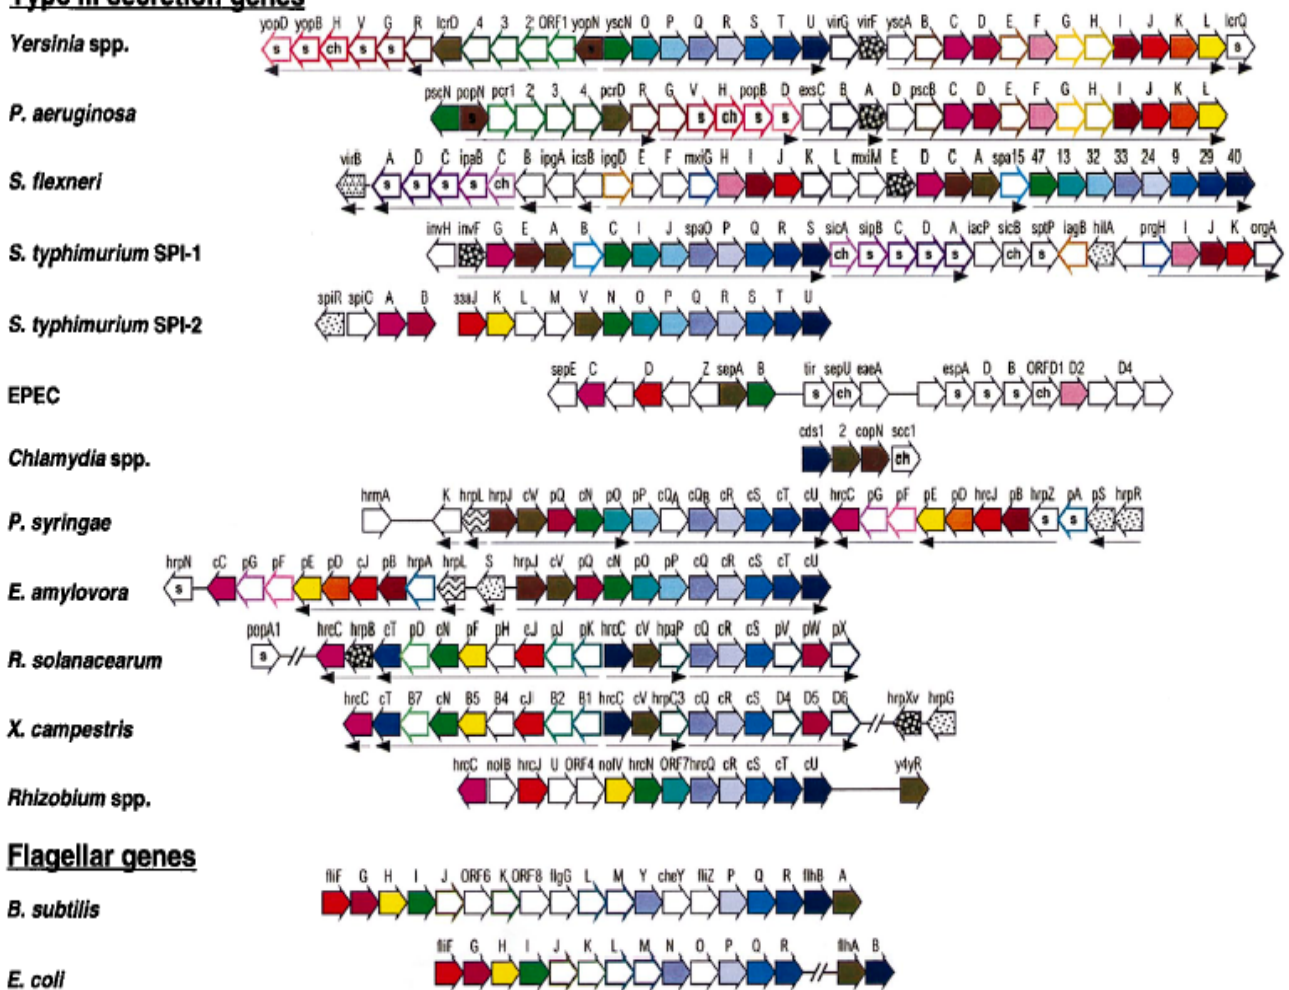 Type III secretion genes
yopD yopB H V G R lcrD 4 3 2 ORF1 yopN yscN O P Q R S T U virG virF yscA B C D E F G H I J K L lcrQ
Yersinia spp.
s s ch s s s s
pscN popN pcr1 2 3 4 pcrD R G V H popB D exsC B A D pscB C D E F G H I J K L
P. aeruginosa
s s ch s s
virB A D C ipaB C B ipgA icsB ipgD E F mxiG H I J K L mxiM E D C A spa15 47 13 32 33 24 9 29 40
S. flexneri
s s s s ch
invH invF G E A B C I J spaO P Q R S sicA sipB C D A iacP sicB sptP iagB hilA prgH I J K orgA
S. typhimurium SPI-1
ch s s s s ch s
spiR spiC A B ssaJ K L M V N O P Q R S T U
S. typhimurium SPI-2
sepE C D Z sepA B tir sepU eaeA espA D B ORFD1 D2 D4
EPEC
s ch s s s ch
cds1 2 copN scc1
Chlamydia spp.
ch
hrmA K hrpL hrpJ cV pQ cN pO pP cQA cQB cR cS cT cU hrcC pG pF pE pD hrcJ pB hrpZ pA pS hrpR
P. syringae
s s
hrpN cC pG pF pE pD cJ pB hrpA hrpL S hrpJ cV pQ cN pO pP cQ cR cS cT cU
E. amylovora
s
popA1 hrcC hrpB cT pD cN pF pH cJ pJ pK hrcC cV hpaP cQ cR cS pV pW pX
R. solanacearum
s
hrcC cT B7 cN B5 B4 cJ B2 B1 hrcC cV hrpC3 cQ cR cS D4 D5 D6 hrpXv hrpG
X. campestris
hrcC nolB hrcJ U ORF4 nolV hrcN ORF7 hrcQ cR cS cT cU y4yR
Rhizobium spp.
Flagellar genes
fliF G H I J ORF6 K ORF8 flgG L M Y cheY fliZ P Q R flhB A
B. subtilis
fliF G H I J K L M N O P Q R flhA B
E. coli